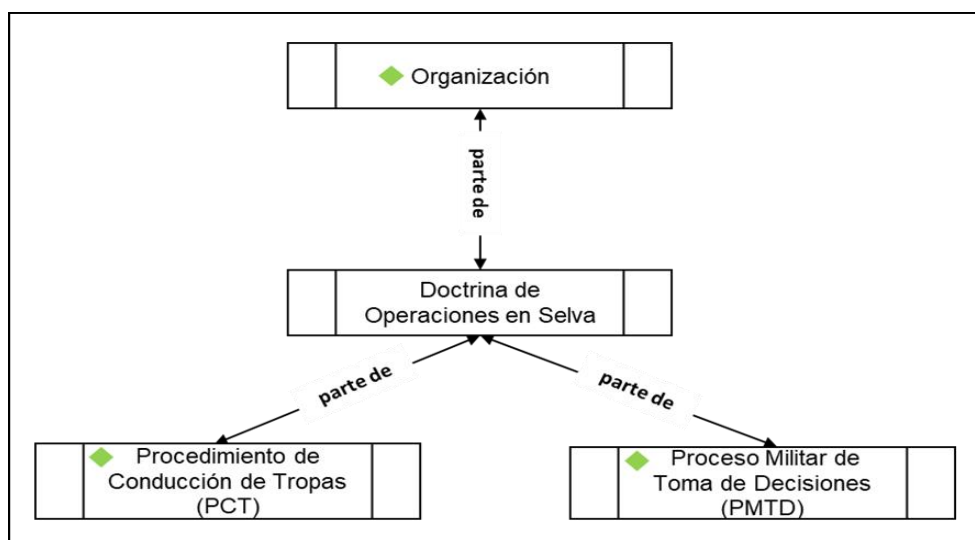 Organización
parte de
Doctrina de
Operaciones en Selva
parte de
parte de
Procedimiento de
Conducción de Tropas
(PCT)
Proceso Militar de
Toma de Decisiones
(PMTD)